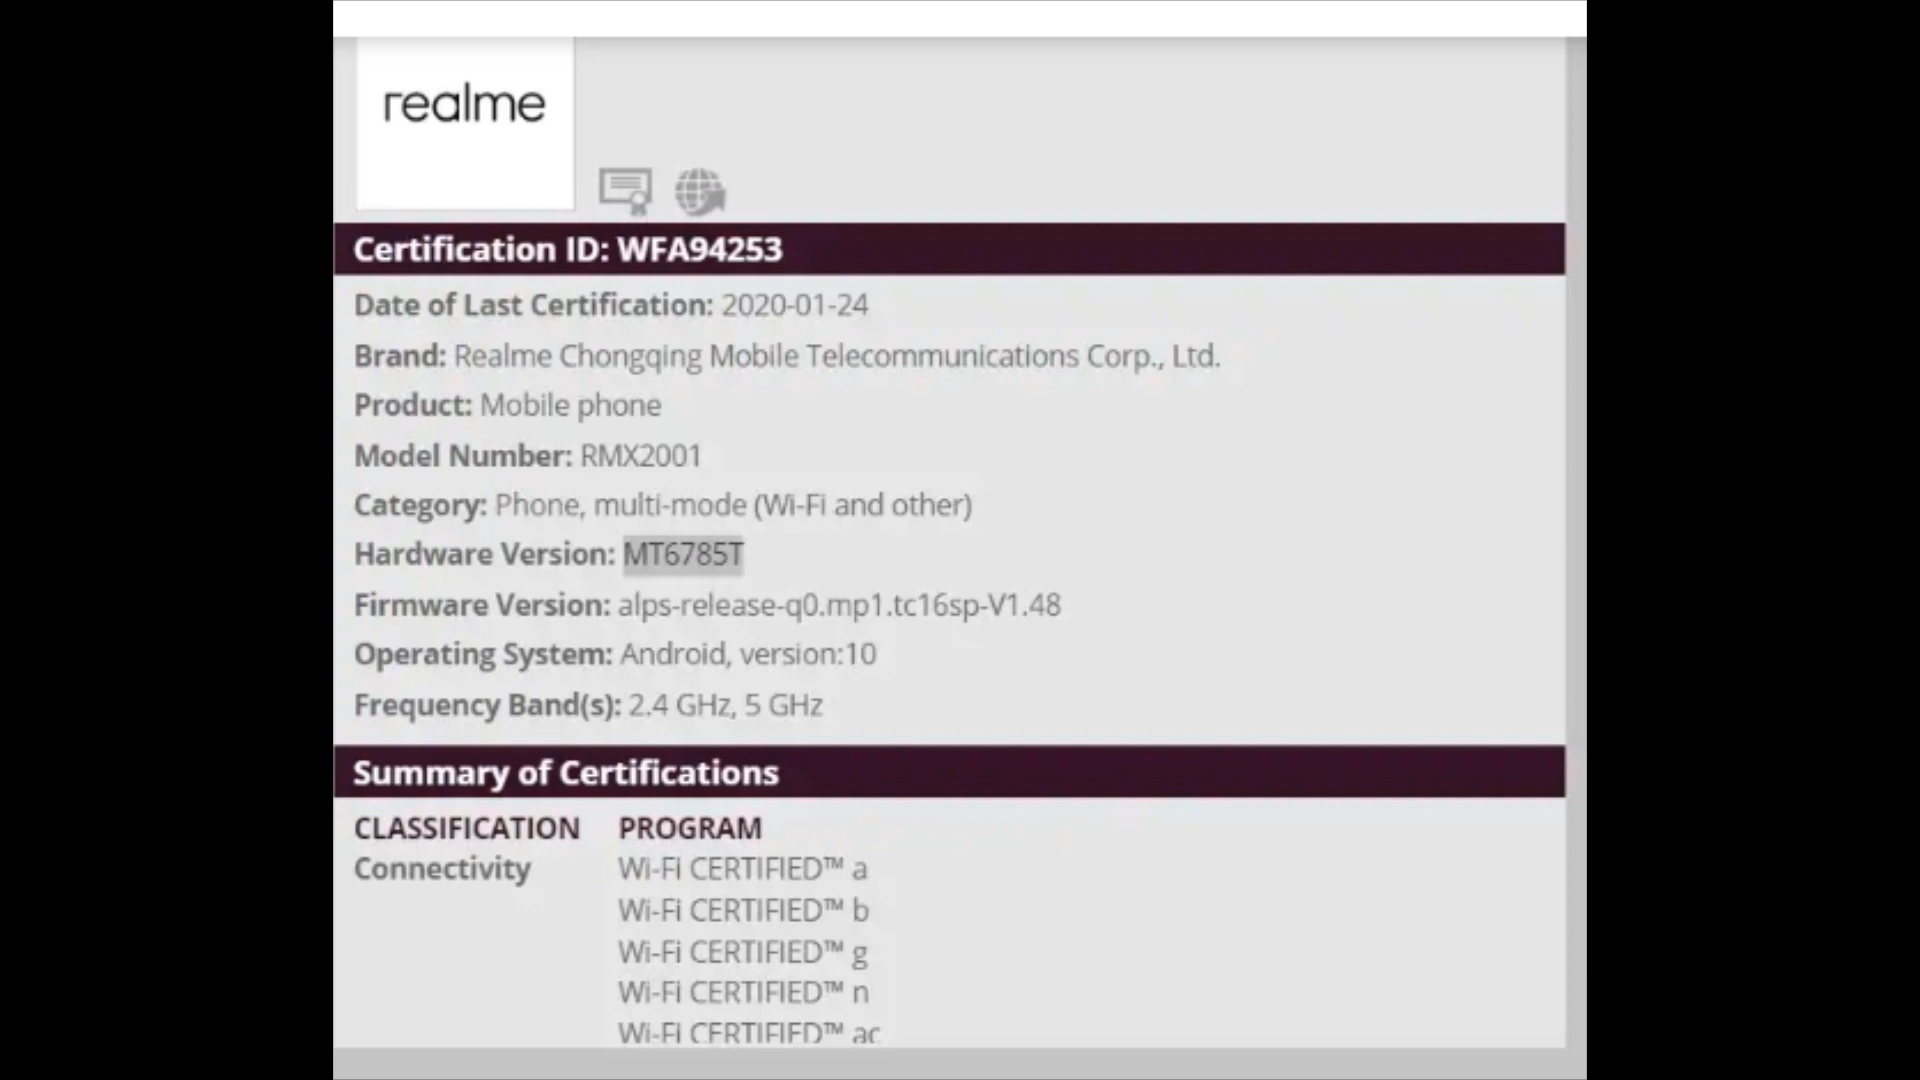 realme
Certification ID: WFA94253
Date of Last Certification: 2020-01-24
Brand: Realme Chongqing Mobile Telecommunications Corp., Ltd.
Product: Mobile phone
Model Number: RMX2001
Category: Phone, multi-mode (Wi-Fi and other)
Hardware Version: MT6785T
Firmware Version: alps-release-q0.mp1.tc16sp-V1.48
Operating System: Android, version:10
Frequency Band(s): 2.4 GHz, 5 GHz
Summary of Certifications
CLASSIFICATION PROGRAM
Connectivity Wi-Fi CERTIFIED™ a
Wi-Fi CERTIFIED™ b
Wi-Fi CERTIFIED™ g
Wi-Fi CERTIFIED™ n
Wi-Fi CERTIFIED™ ac